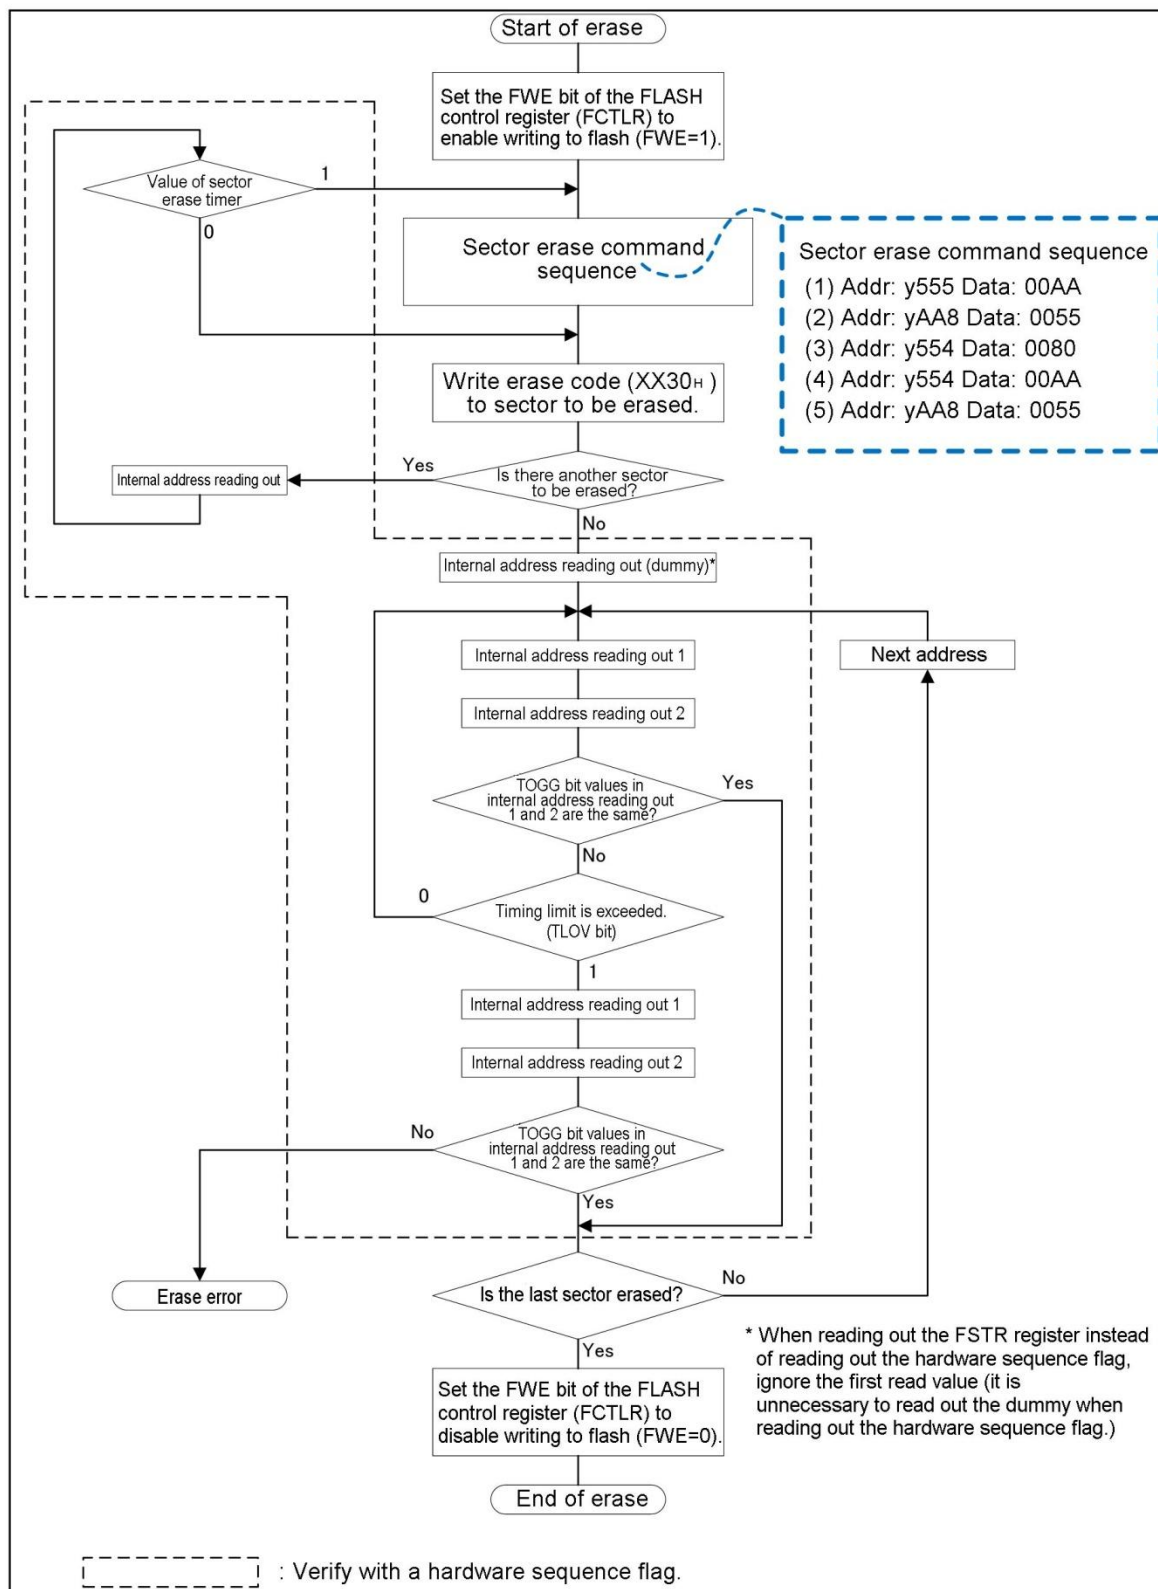 Start of erase
Set the FWE bit of the FLASH
control register (FCTLR) to
enable writing to flash (FWE=1).
Value of sector
erase timer
1
0
Sector erase command
sequence
Sector erase command sequence
(1) Addr: y555 Data: 00AA
(2) Addr: yAA8 Data: 0055
(3) Addr: y554 Data: 0080
(4) Addr: y554 Data: 00AA
(5) Addr: yAA8 Data: 0055
Write erase code (XX30H )
to sector to be erased.
Yes
Is there another sector
to be erased?
Internal address reading out
No
Internal address reading out (dummy)*
Internal address reading out 1
Next address
Internal address reading out 2
TOGG bit values in
internal address reading out
1 and 2 are the same?
Yes
No
0
Timing limit is exceeded.
(TLOV bit)
1
Internal address reading out 1
Internal address reading out 2
No
TOGG bit values in
internal address reading out
1 and 2 are the same?
Yes
Erase error
Is the last sector erased?
No
Yes
* When reading out the FSTR register instead
of reading out the hardware sequence flag,
ignore the first read value (it is
unnecessary to read out the dummy when
reading out the hardware sequence flag.)
Set the FWE bit of the FLASH
control register (FCTLR) to
disable writing to flash (FWE=0).
End of erase
: Verify with a hardware sequence flag.